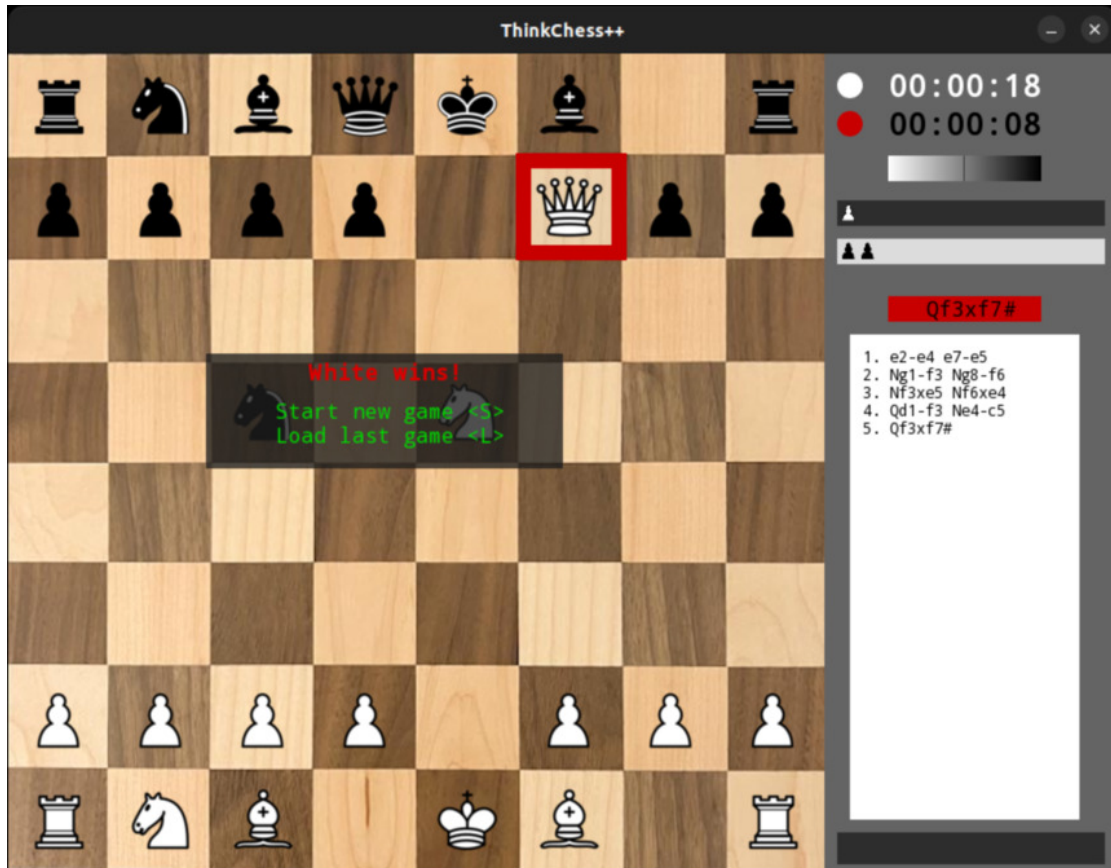 ThinkChess++
00:00:18
00:00:08
Qf3xf7#
1. e2-e4 e7-e5
2. Ng1-f3 Ng8-f6
3. Nf3xe5 Nf6xe4
4. Qd1-f3 Ne4-c5
5. Qf3xf7#
White wins!
Start new game <S>
Load last game <L>